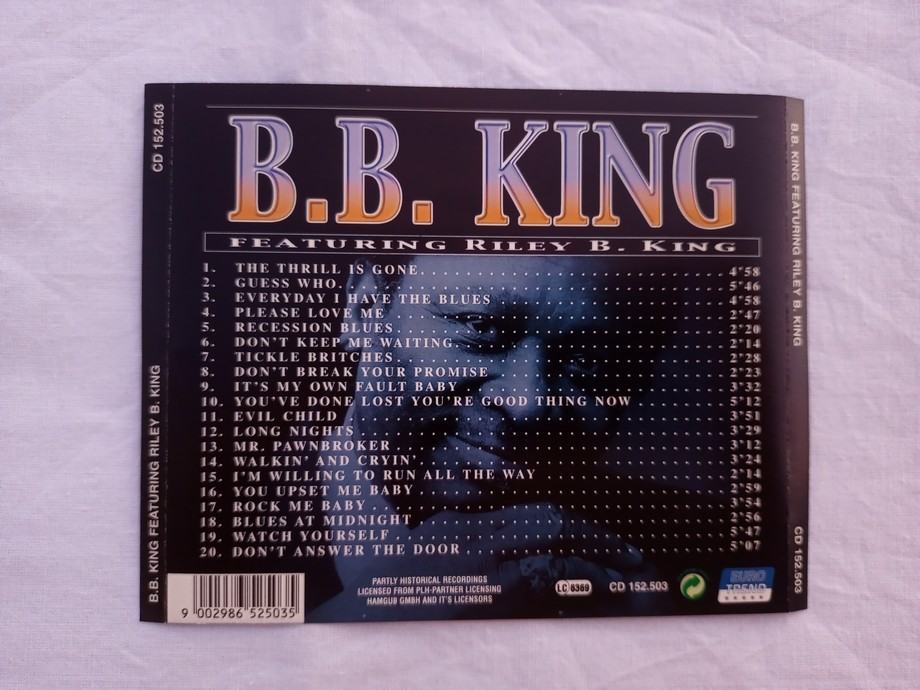 B.B. KING
FEATURING RILEY B. KING
1. THE THRILL IS GONE 4'58
2. GUESS WHO 5'46
3. EVERYDAY I HAVE THE BLUES 4'58
4. PLEASE LOVE ME 2'47
5. RECESSION BLUES 2'20
6. DON'T KEEP ME WAITING 2'14
7. TICKLE BRITCHES 2'28
8. DON'T BREAK YOUR PROMISE 2'23
9. IT'S MY OWN FAULT BABY 3'32
10. YOU'VE DONE LOST YOU'RE GOOD THING NOW 5'12
11. EVIL CHILD 3'51
12. LONG NIGHTS 3'29
13. MR. PAWNBROKER 3'12
14. WALKIN' AND CRYIN' 3'24
15. I'M WILLING TO RUN ALL THE WAY 2'14
16. YOU UPSET ME BABY 2'59
17. ROCK ME BABY 3'54
18. BLUES AT MIDNIGHT 2'56
19. WATCH YOURSELF 5'47
20. DON'T ANSWER THE DOOR 5'07
9 002986 525035
PARTLY HISTORICAL RECORDINGS
LICENSED FROM PLH-PARTNER LICENSING
HAMGUB GMBH AND IT'S LICENSORS
LC 6369
CD 152.503
EURO
TREND
B.B. KING FEATURING RILEY B. KING
CD 152.503
B.B. KING FEATURING RILEY B. KING
CD 152.503